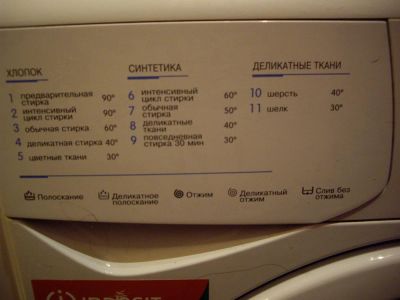 ХЛОПОК
1 предварительная стирка 90°
2 интенсивный цикл стирки 90°
3 обычная стирка 60°
4 деликатная стирка 40°
5 цветные ткани 30°
СИНТЕТИКА
6 интенсивный цикл стирки 60°
7 обычная стирка 50°
8 деликатные ткани 40°
9 повседневная стирка 30 мин 30°
ДЕЛИКАТНЫЕ ТКАНИ
10 шерсть 40°
11 шелк 30°
Полоскание
Деликатное полоскание
Отжим
Деликатный отжим
Слив без отжима
INDESIT